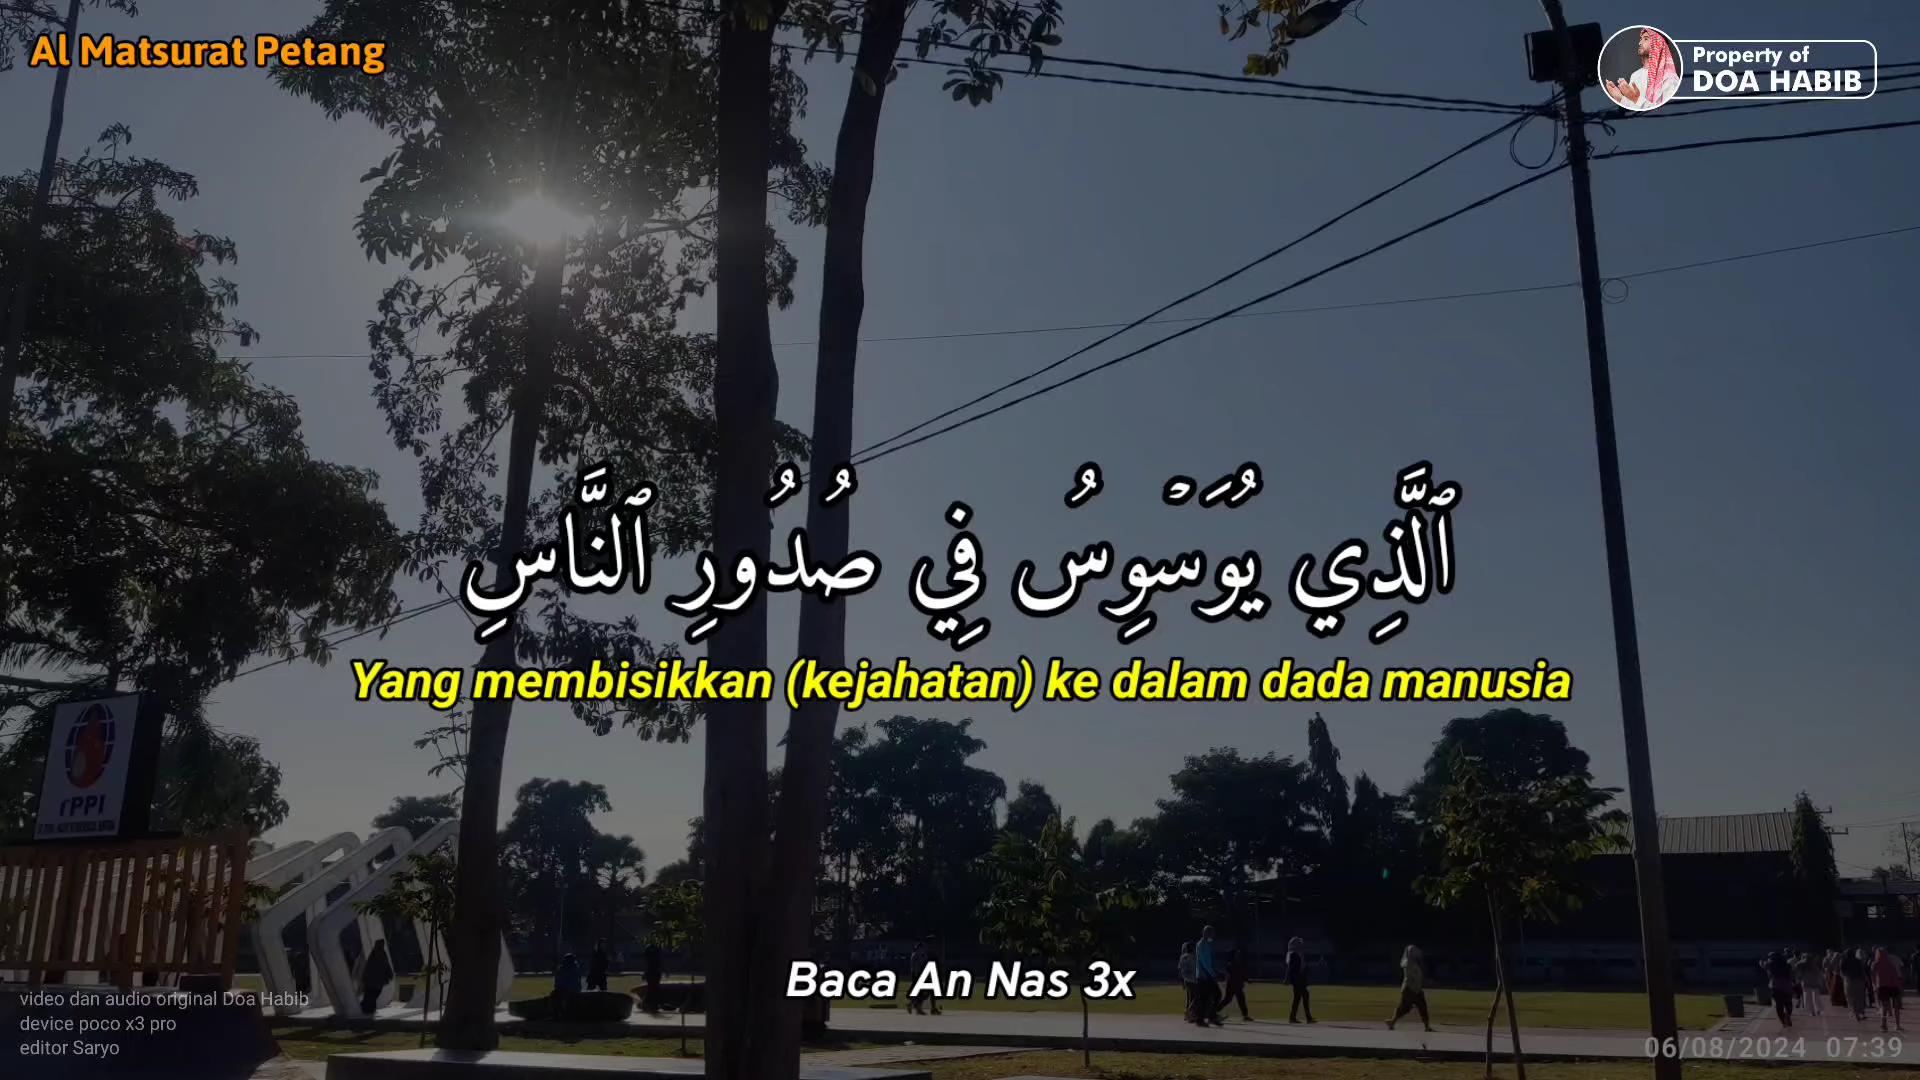 Al Matsurat Petang
Property of
DOA HABIB
ٱلَّذِي يُوَسْوِسُ فِي صُدُورِ ٱلنَّاسِ
Yang membisikkan (kejahatan) ke dalam dada manusia
rPPI
Baca An Nas 3x
video dan audio original Doa Habib
device poco x3 pro
editor Saryo
06/08/2024 07:39